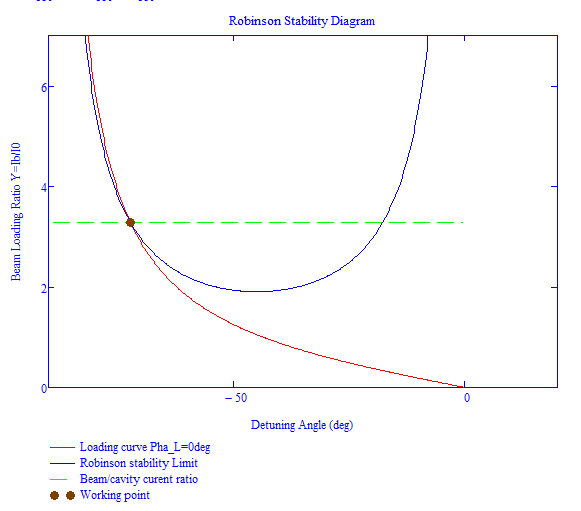 Robinson Stability Diagram
Beam Loading Ratio Y=Ib/I0
6
4
2
0
− 50
0
Detuning Angle (deg)
Loading curve Pha_L=0deg
Robinson stability Limit
Beam/cavity curent ratio
Working point